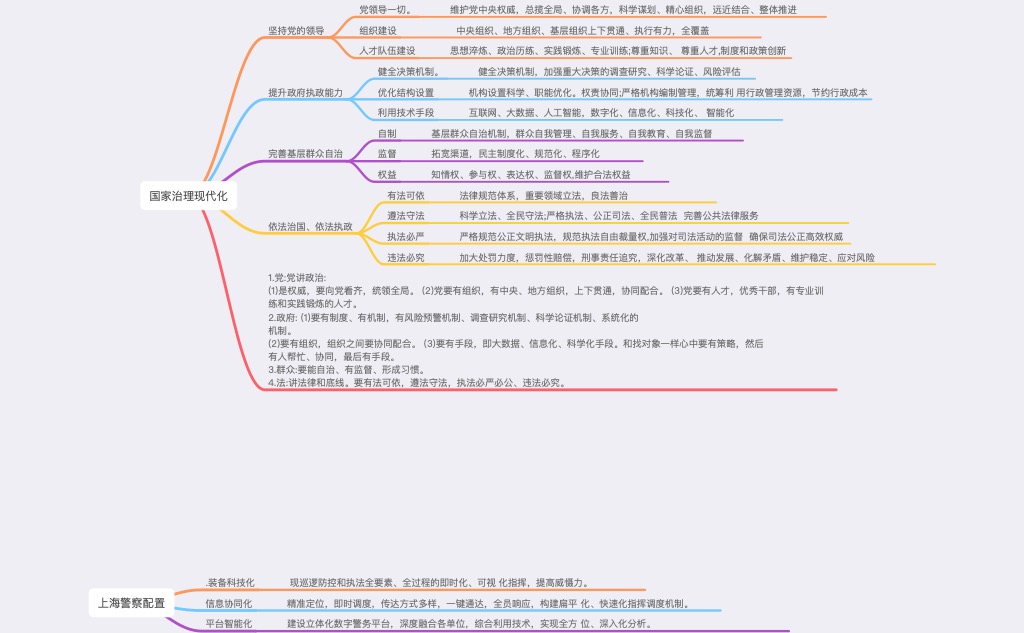 党领导一切。 维护党中央权威，总揽全局、协调各方，科学谋划、精心组织，远近结合、整体推进
坚持党的领导
组织建设 中央组织、地方组织、基层组织上下贯通、执行有力，全覆盖
人才队伍建设 思想淬炼、政治历练、实践锻炼、专业训练;尊重知识、 尊重人才,制度和政策创新
健全决策机制。 健全决策机制，加强重大决策的调查研究、科学论证、风险评估
提升政府执政能力
优化结构设置 机构设置科学、职能优化。权责协同;严格机构编制管理，统筹利 用行政管理资源，节约行政成本
利用技术手段 互联网、大数据、人工智能，数字化、信息化、科技化、 智能化
自制 基层群众自治机制，群众自我管理、自我服务、自我教育、自我监督
完善基层群众自治
监督 拓宽渠道，民主制度化、规范化、程序化
权益 知情权、参与权、表达权、监督权,维护合法权益
国家治理现代化
有法可依 法律规范体系，重要领域立法，良法善治
遵法守法 科学立法、全民守法;严格执法、公正司法、全民普法 完善公共法律服务
依法治国、依法执政
执法必严 严格规范公正文明执法，规范执法自由裁量权,加强对司法活动的监督 确保司法公正高效权威
违法必究 加大处罚力度，惩罚性赔偿，刑事责任追究，深化改革、 推动发展、化解矛盾、维护稳定、应对风险
1.党:党讲政治:
(1)是权威，要向党看齐，统领全局。 (2)党要有组织，有中央、地方组织，上下贯通，协同配合。 (3)党要有人才，优秀干部，有专业训
练和实践锻炼的人才。
2.政府: (1)要有制度、有机制，有风险预警机制、调查研究机制、科学论证机制、系统化的
机制。
(2)要有组织，组织之间要协同配合。 (3)要有手段，即大数据、信息化、科学化手段。和找对象一样心中要有策略，然后
有人帮忙、协同，最后有手段。
3.群众:要能自治、有监督、形成习惯。
4.法:讲法律和底线。要有法可依，遵法守法，执法必严必公、违法必究。
.装备科技化 现巡逻防控和执法全要素、全过程的即时化、可视 化指挥，提高威慑力。
上海警察配置
信息协同化 精准定位，即时调度，传达方式多样，一键通达，全员响应，构建扁平 化、快速化指挥调度机制。
平台智能化 建设立体化数字警务平台，深度融合各单位，综合利用技术，实现全方 位、深入化分析。